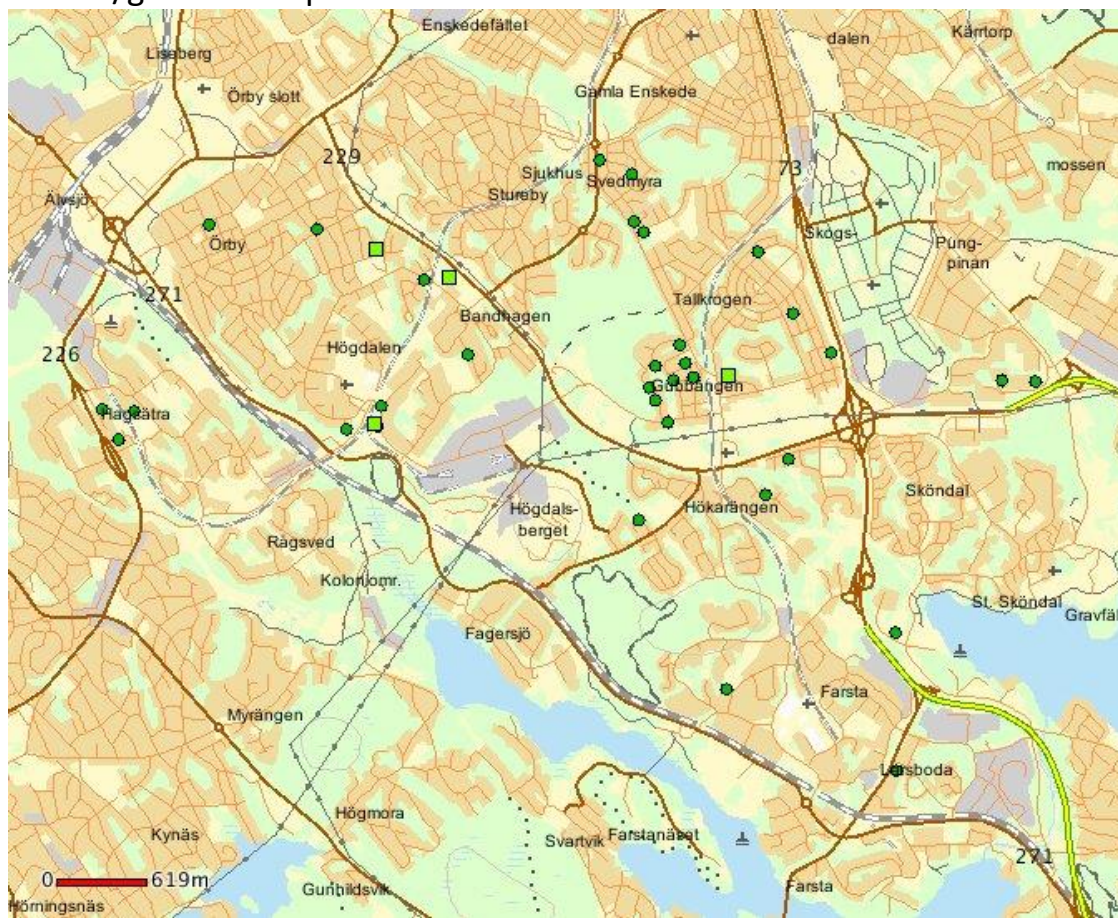 Enskedefältet
Kärrtorp
dalen
Liseberg
Örby slott
Gamla Enskede
229
73
mossen
Sjukhus
Svedmyra
Stureby
Älvsjö
Örby
Skogs-
Pung-
pinan
271
Tallkrogen
Bandhagen
Högdalen
226
Gubbängen
Hagsätra
Sköndal
Högdals-
berget
Hökarängen
Rågsved
Koloniomr.
St. Sköndal
Gravfäl
Fagersjö
Farsta
Myrängen
Larsboda
Högmora
Kynäs
Svartvik
Farstanäset
271
0 619m
Gunhildsvik
Farsta
Hörningsnäs